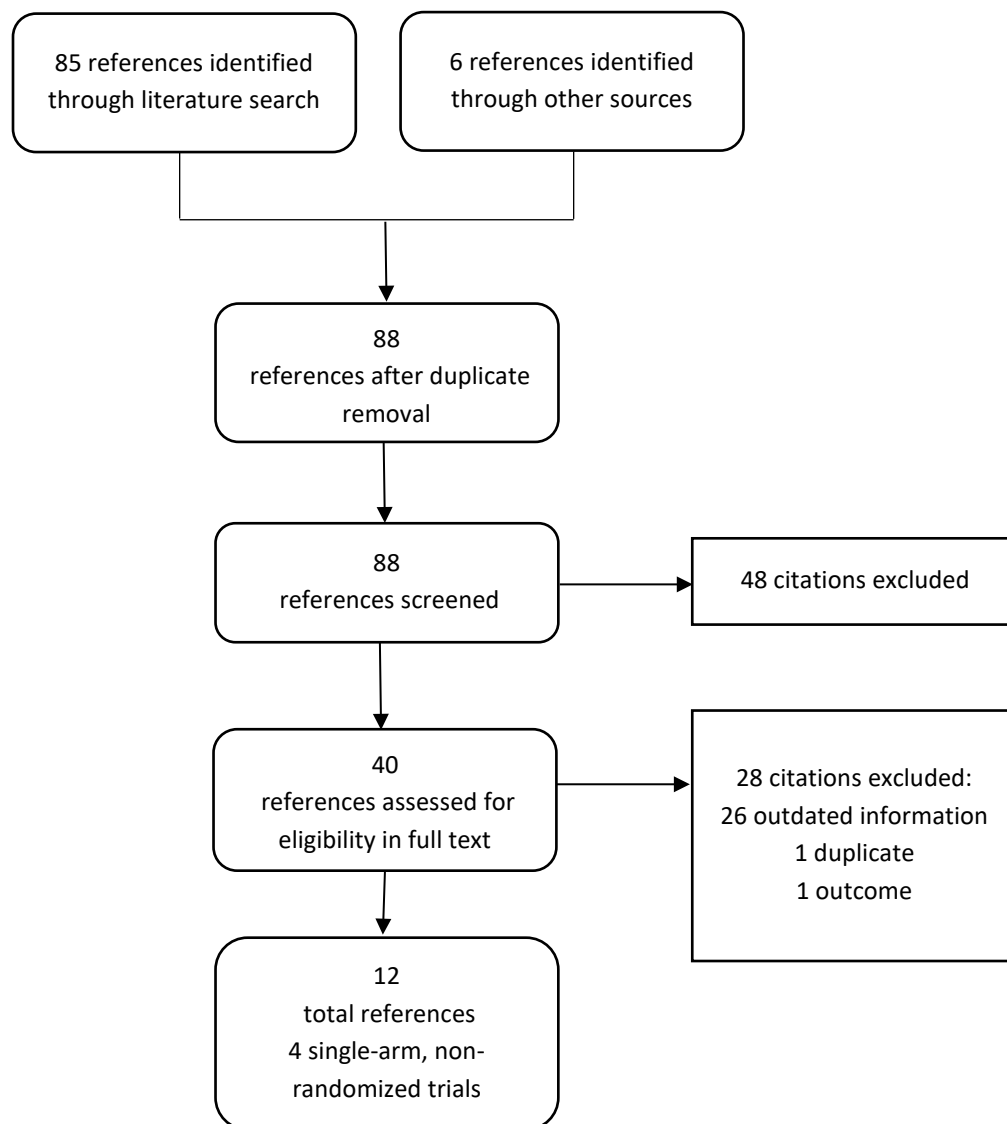 85 references identified
through literature search
6 references identified
through other sources
88
references after duplicate
removal
88
references screened
48 citations excluded
40
references assessed for
eligibility in full text
28 citations excluded:
26 outdated information
1 duplicate
1 outcome
12
total references
4 single-arm, non-
randomized trials